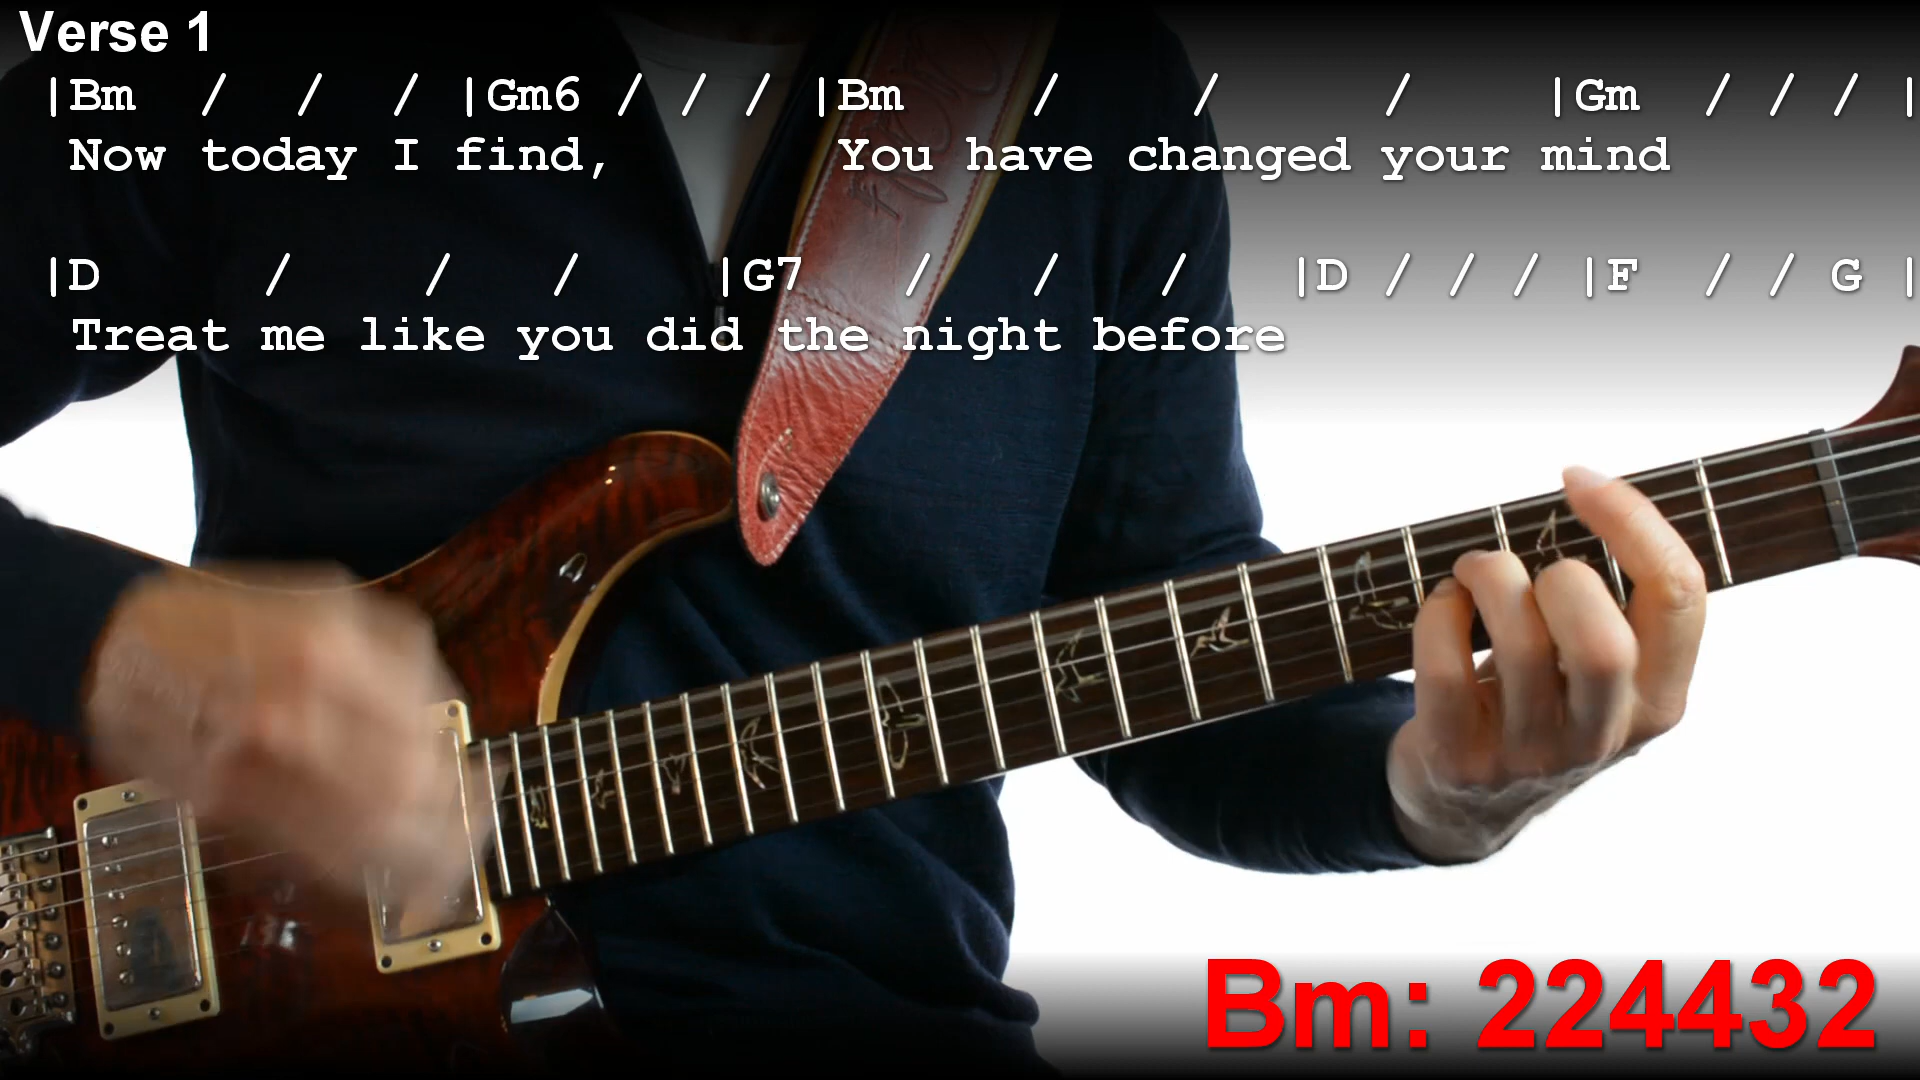 Verse 1
|Bm / / / |Gm6 / / / |Bm / / / |Gm / / / |
Now today I find, You have changed your mind
|D / / / |G7 / / / |D / / / |F / / G |
Treat me like you did the night before
Bm: 224432